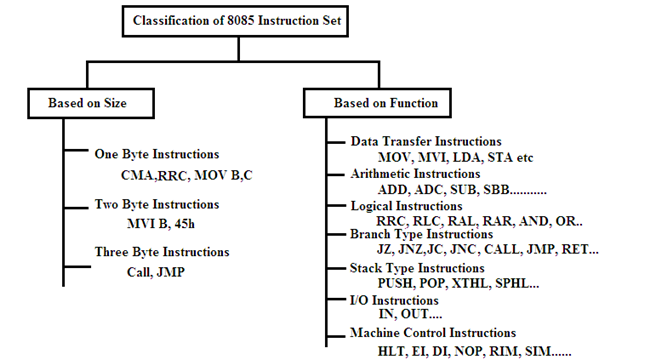 Classification of 8085 Instruction Set
Based on Size
One Byte Instructions
CMA,RRC, MOV B,C
Two Byte Instructions
MVI B, 45h
Three Byte Instructions
Call, JMP
Based on Function
Data Transfer Instructions
MOV, MVI, LDA, STA etc
Arithmetic Instructions
ADD, ADC, SUB, SBB...........
Logical Instructions
RRC, RLC, RAL, RAR, AND, OR..
Branch Type Instructions
JZ, JNZ,JC, JNC, CALL, JMP, RET...
Stack Type Instructions
PUSH, POP, XTHL, SPHL...
I/O Instructions
IN, OUT....
Machine Control Instructions
HLT, EI, DI, NOP, RIM, SIM......